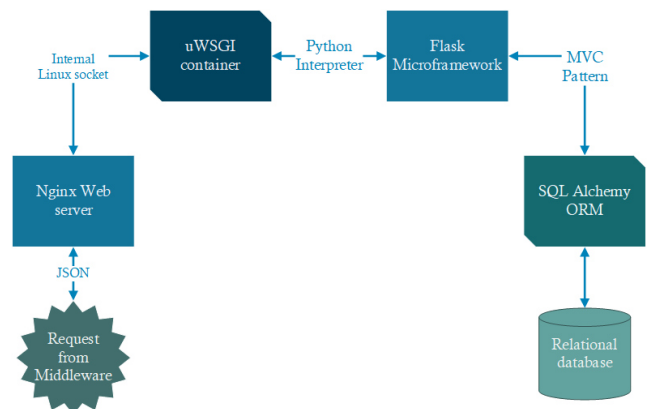 uWSGI
container
Python
Interpreter
Flask
Microframework
MVC
Pattern
Internal
Linux socket
Nginx Web
server
SQL Alchemy
ORM
JSON
Request
from
Middleware
Relational
database